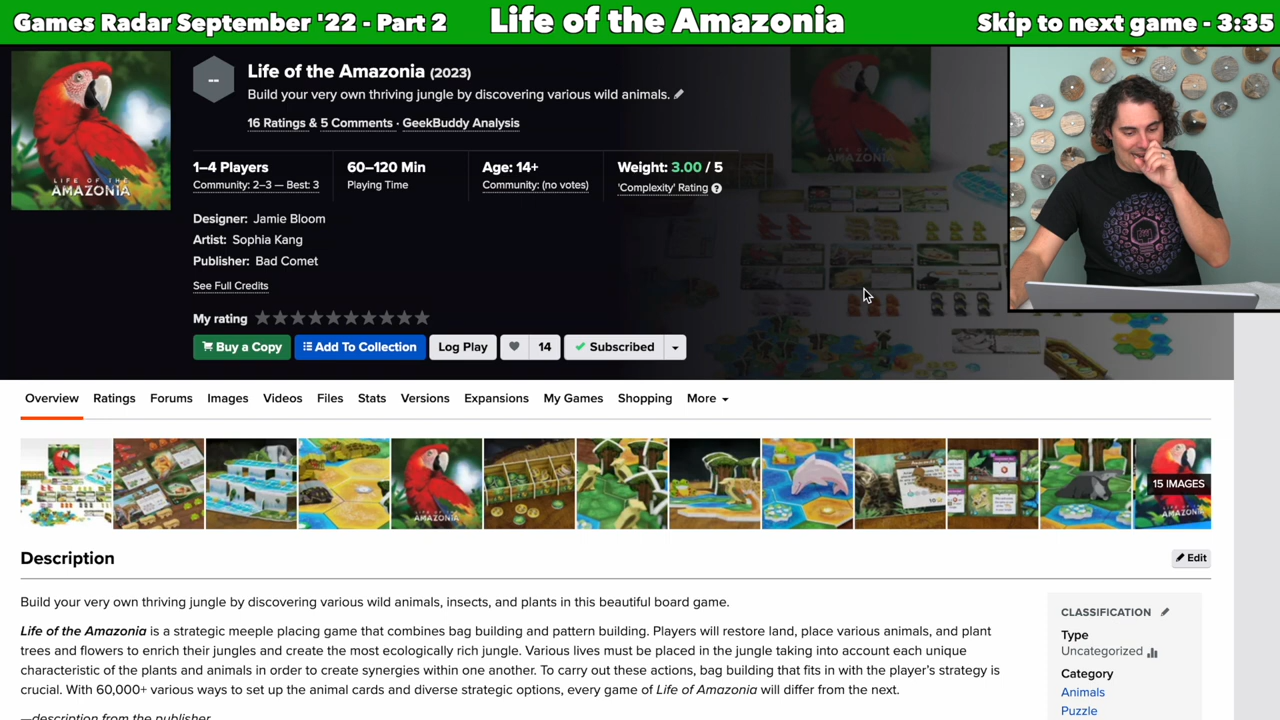 Games Radar September '22 - Part 2
Life of the Amazonia
Skip to next game - 3:35
LIFE OF THE
AMAZONIA
--
Life of the Amazonia (2023)
Build your very own thriving jungle by discovering various wild animals.
16 Ratings & 5 Comments · GeekBuddy Analysis
1–4 Players
Community: 2–3 — Best: 3
60–120 Min
Playing Time
Age: 14+
Community: (no votes)
Weight: 3.00 / 5
'Complexity' Rating ?
Designer: Jamie Bloom
Artist: Sophia Kang
Publisher: Bad Comet
See Full Credits
My rating
Buy a Copy
Add To Collection
Log Play
14
Subscribed
Overview
Ratings
Forums
Images
Videos
Files
Stats
Versions
Expansions
My Games
Shopping
More
AMAZONIA
15 IMAGES
Description
Edit
Build your very own thriving jungle by discovering various wild animals, insects, and plants in this beautiful board game.
Life of the Amazonia is a strategic meeple placing game that combines bag building and pattern building. Players will restore land, place various animals, and plant
trees and flowers to enrich their jungles and create the most ecologically rich jungle. Various lives must be placed in the jungle taking into account each unique
characteristic of the plants and animals in order to create synergies within one another. To carry out these actions, bag building that fits in with the player's strategy is
crucial. With 60,000+ various ways to set up the animal cards and diverse strategic options, every game of Life of Amazonia will differ from the next.
—description from the publisher
CLASSIFICATION
Type
Uncategorized
Category
Animals
Puzzle